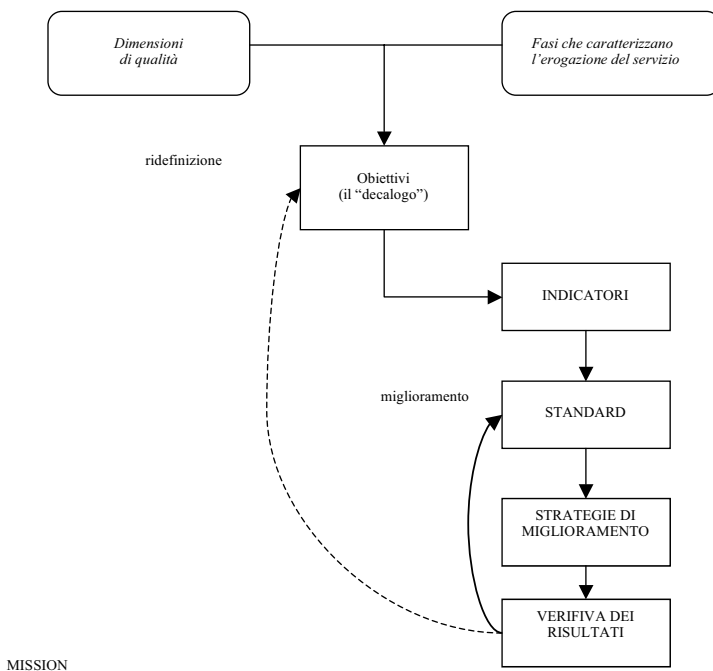 Dimensioni
di qualità
Fasi che caratterizzano
l’erogazione del servizio
ridefinizione
Obiettivi
(il “decalogo”)
INDICATORI
miglioramento
STANDARD
STRATEGIE DI
MIGLIORAMENTO
VERIFIVA DEI
RISULTATI
MISSION